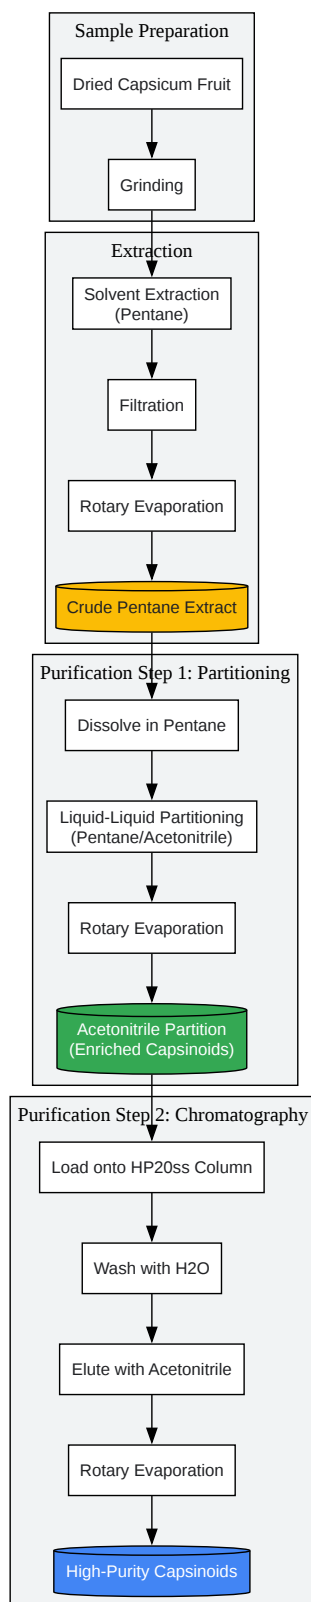 Sample Preparation
Dried Capsicum Fruit
Grinding
Extraction
Solvent Extraction
(Pentane)
Filtration
Rotary Evaporation
Crude Pentane Extract
Purification Step 1: Partitioning
Dissolve in Pentane
Liquid-Liquid Partitioning
(Pentane/Acetonitrile)
Rotary Evaporation
Acetonitrile Partition
(Enriched Capsinoids)
Purification Step 2: Chromatography
Load onto HP20ss Column
Wash with H2O
Elute with Acetonitrile
Rotary Evaporation
High-Purity Capsinoids